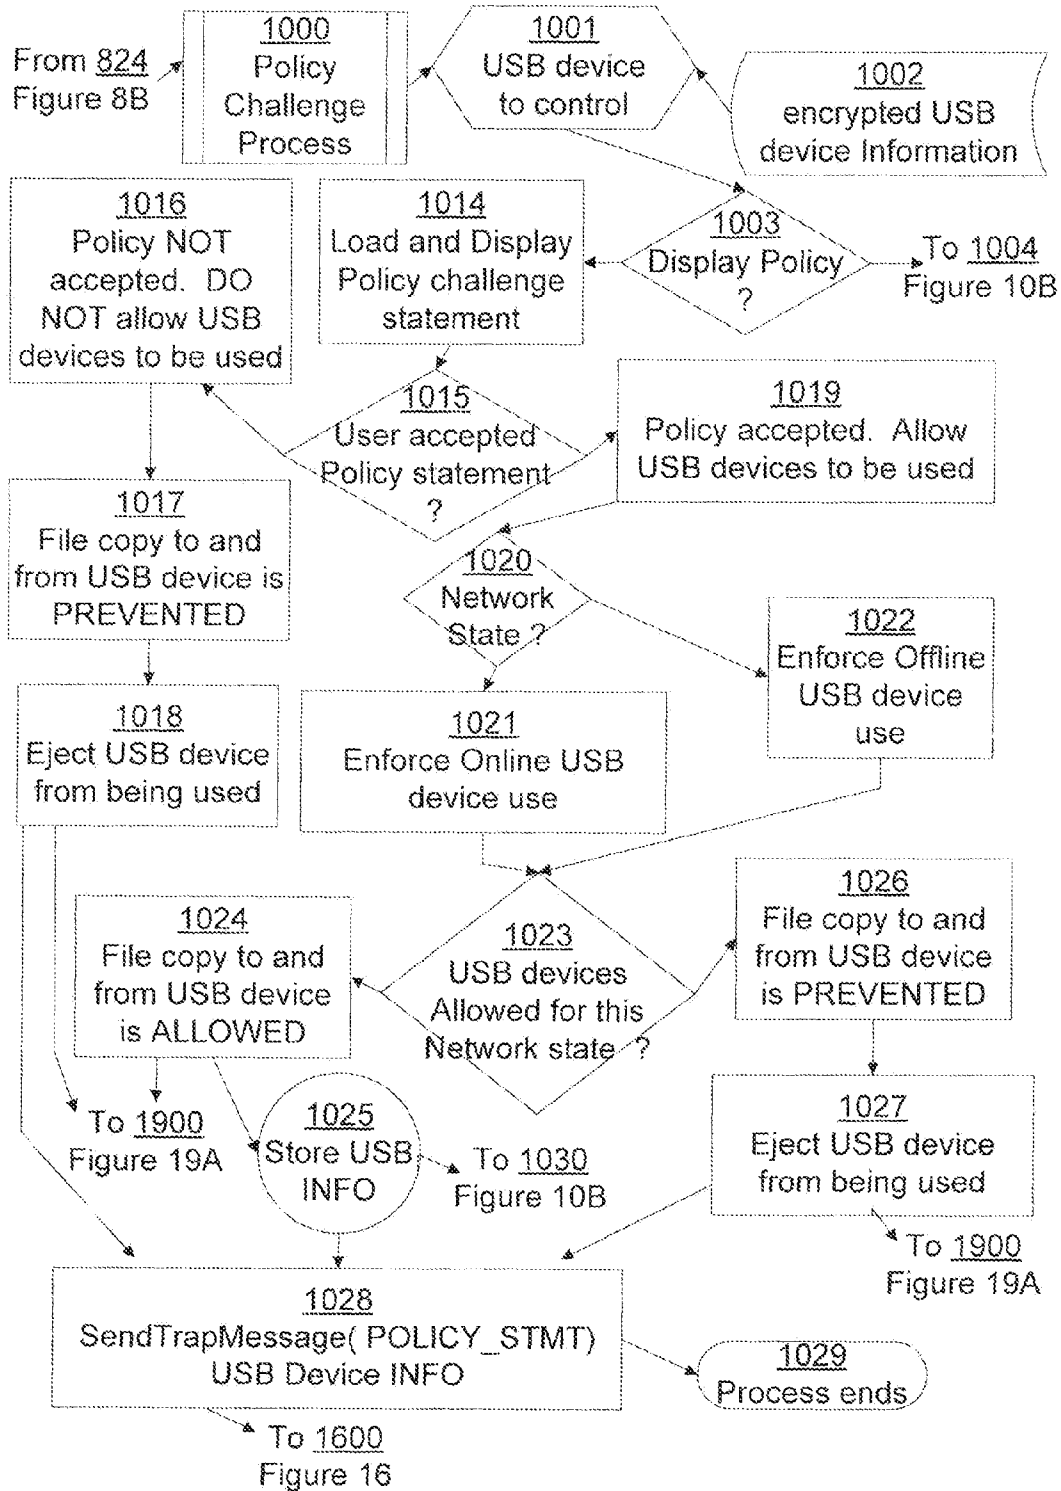 From 824
Figure 8B
1000
Policy
Challenge
Process
1001
USB device
to control
1002
encrypted USB
device Information
1016
Policy NOT
accepted. DO
NOT allow USB
devices to be used
1014
Load and Display
Policy challenge
statement
1003
Display Policy
?
To 1004
Figure 10B
1015
User accepted
Policy statement
?
1019
Policy accepted. Allow
USB devices to be used
1017
File copy to and
from USB device is
PREVENTED
1020
Network
State ?
1022
Enforce Offline
USB device
use
1018
Eject USB device
from being used
1021
Enforce Online USB
device use
1024
File copy to and
from USB device
is ALLOWED
1023
USB devices
Allowed for this
Network state ?
1026
File copy to and
from USB device
is PREVENTED
To 1900
Figure 19A
1025
Store USB
INFO
To 1030
Figure 10B
1027
Eject USB device
from being used
To 1900
Figure 19A
1028
SendTrapMessage( POLICY_STMT)
USB Device INFO
1029
Process ends
To 1600
Figure 16